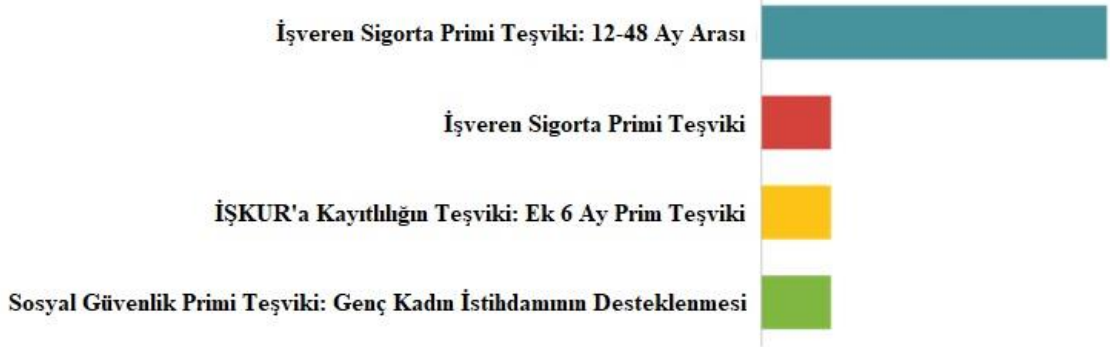 İşveren Sigorta Primi Teşviki: 12-48 Ay Arası
İşveren Sigorta Primi Teşviki
İŞKUR'a Kayıtlılığın Teşviki: Ek 6 Ay Prim Teşviki
Sosyal Güvenlik Primi Teşviki: Genç Kadın İstihdamının Desteklenmesi